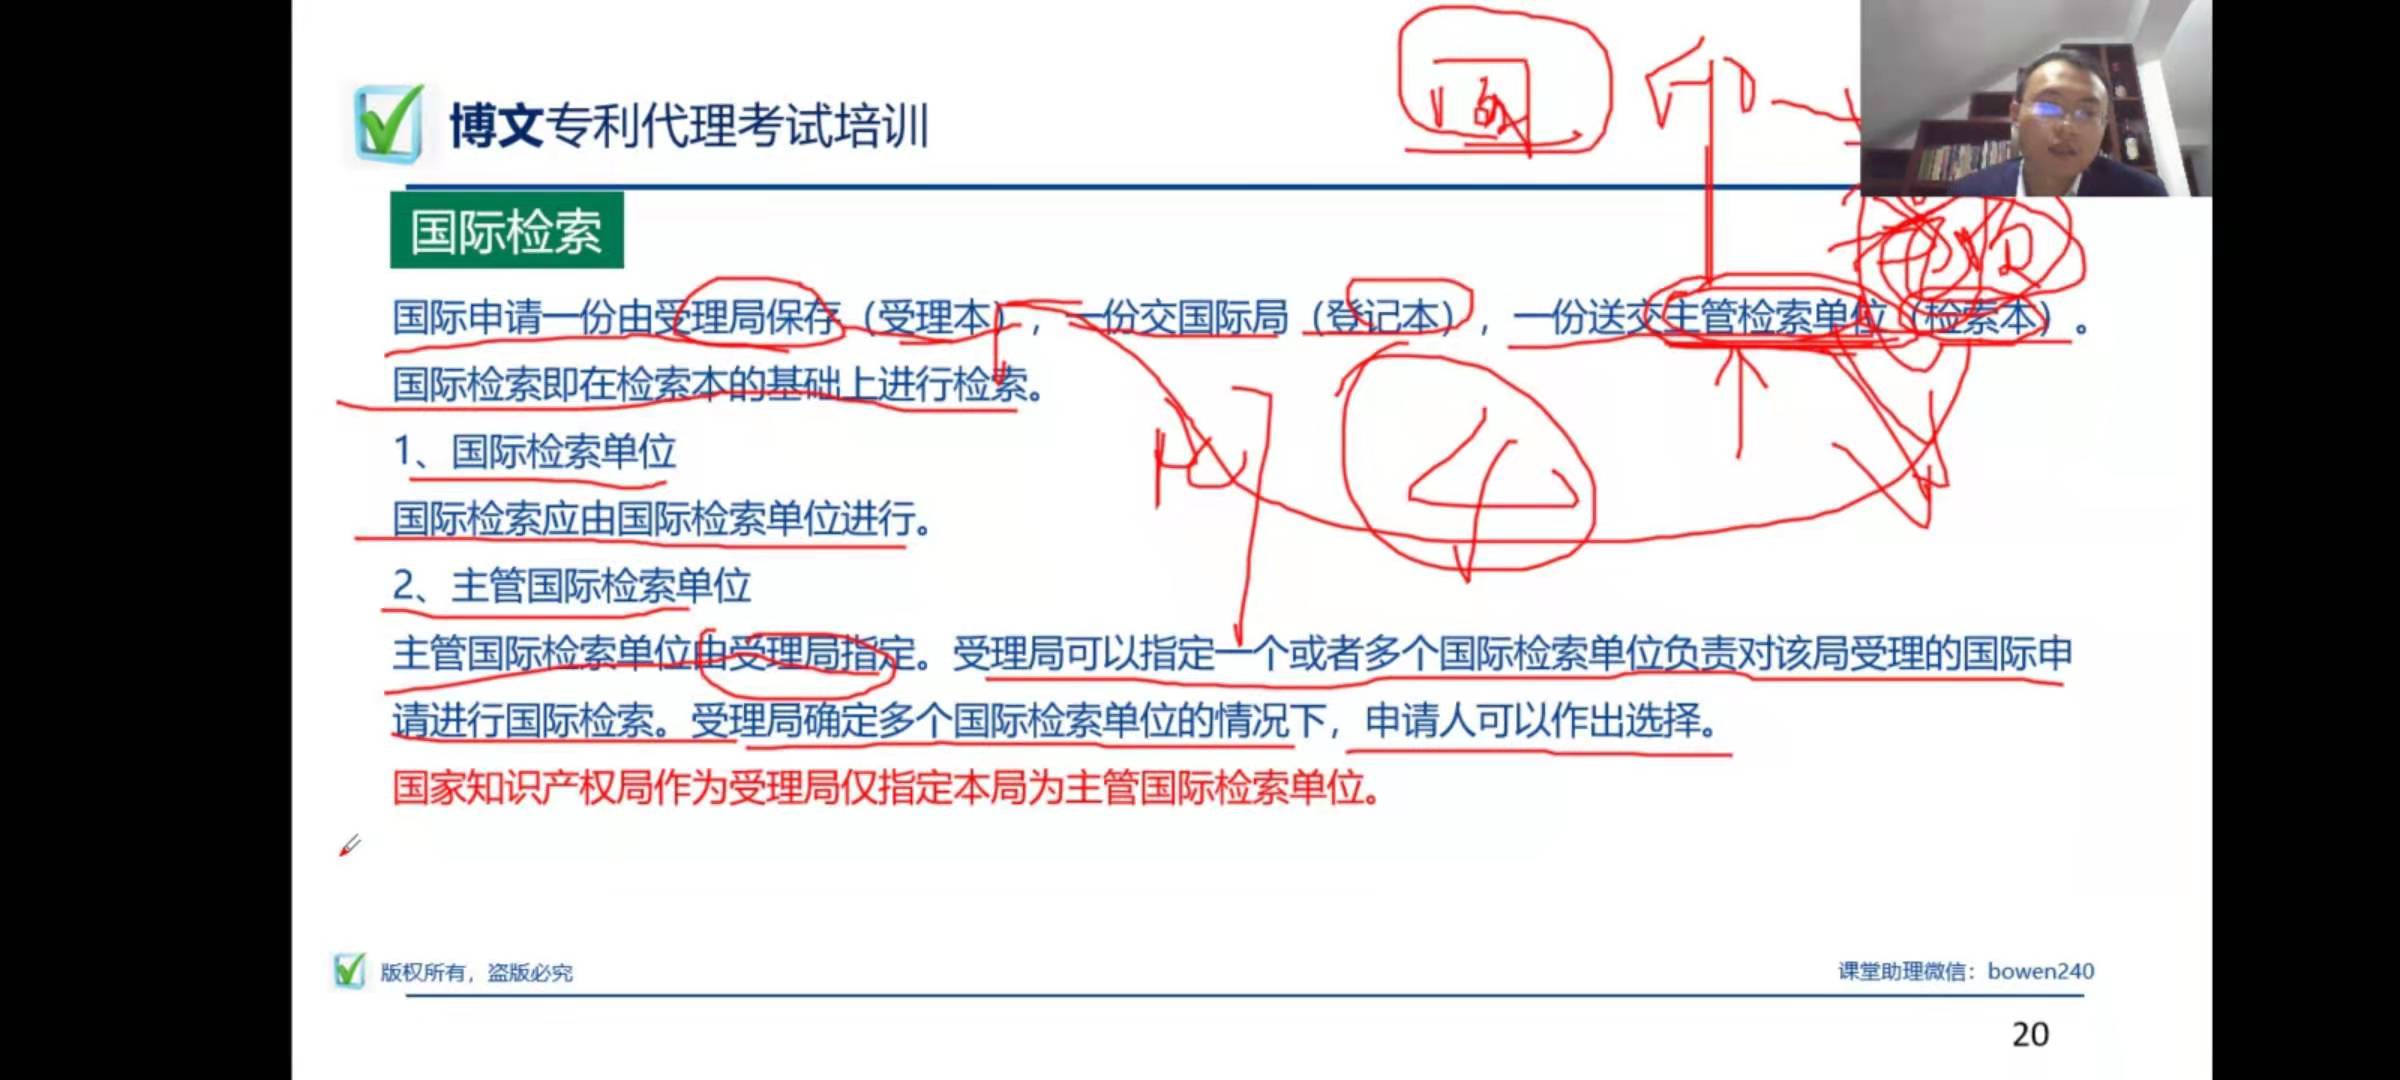 博文专利代理考试培训
国际检索
国际申请一份由受理局保存（受理本），一份交国际局（登记本），一份送交主管检索单位（检索本）。
国际检索即在检索本的基础上进行检索。
1、国际检索单位
国际检索应由国际检索单位进行。
2、主管国际检索单位
主管国际检索单位由受理局指定。受理局可以指定一个或者多个国际检索单位负责对该局受理的国际申
请进行国际检索。受理局确定多个国际检索单位的情况下，申请人可以作出选择。
国家知识产权局作为受理局仅指定本局为主管国际检索单位。
版权所有，盗版必究
课堂助理微信：bowen240
20